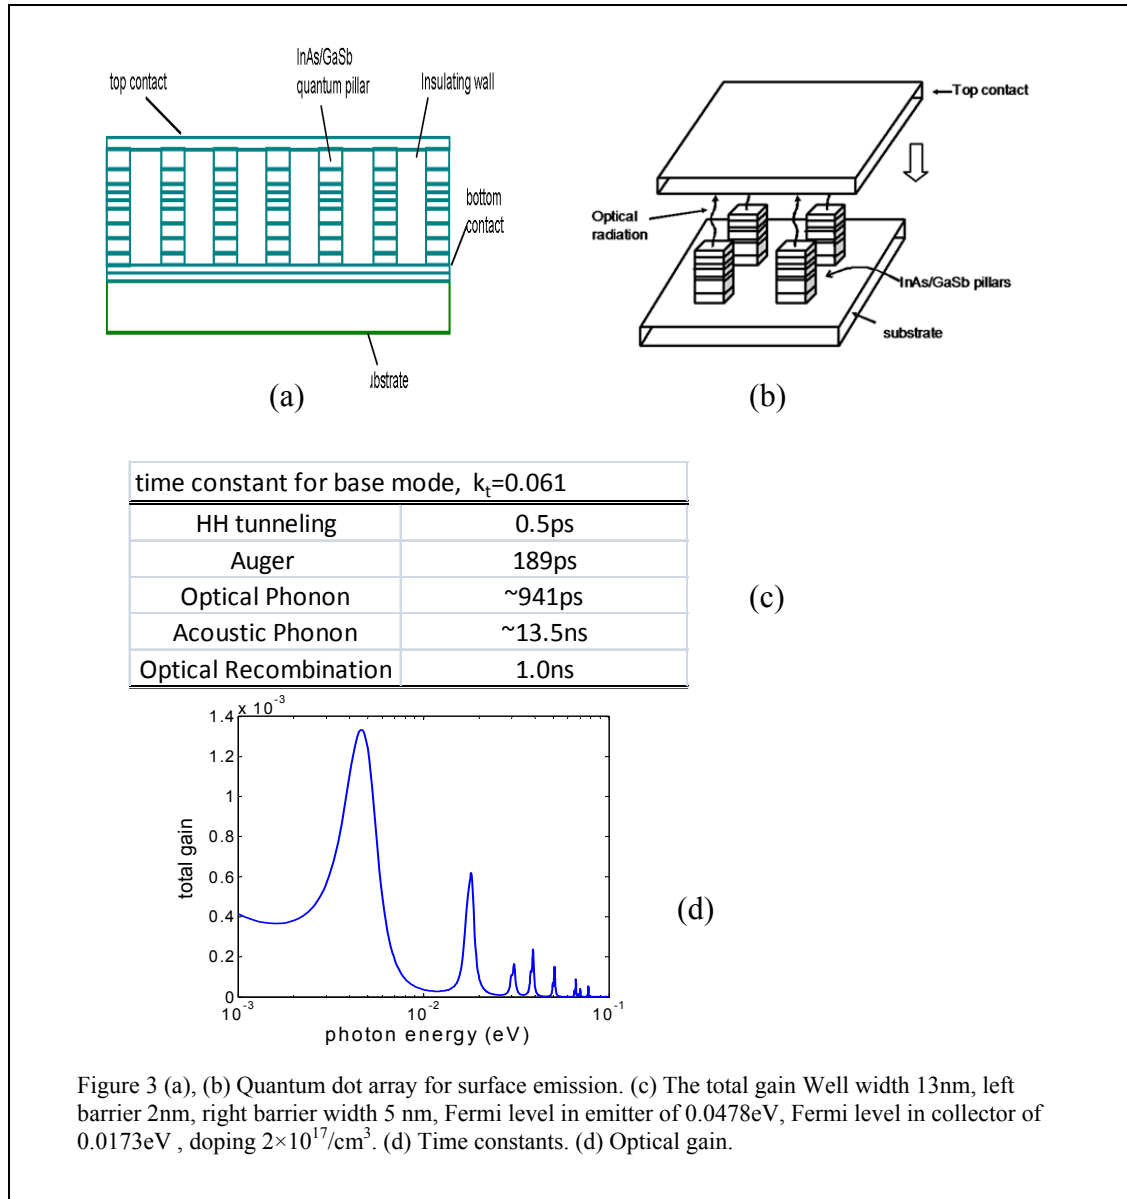 InAs/GaSb
quantum pillar
top contact
Insulating wall
bottom
contact
ubstrate
(a)
Top contact
Optical
radiation
InAs/GaSb pillars
substrate
(b)
time constant for base mode, kₜ=0.061
HH tunneling 0.5ps
Auger 189ps
Optical Phonon ~941ps
Acoustic Phonon ~13.5ns
Optical Recombination 1.0ns
(c)
x 10⁻³
1.4
1.2
1
0.8
0.6
0.4
0.2
0
total gain
10⁻³ 10⁻² 10⁻¹
photon energy (eV)
(d)
Figure 3 (a), (b) Quantum dot array for surface emission. (c) The total gain Well width 13nm, left
barrier 2nm, right barrier width 5 nm, Fermi level in emitter of 0.0478eV, Fermi level in collector of
0.0173eV , doping 2×10¹⁷/cm³. (d) Time constants. (d) Optical gain.